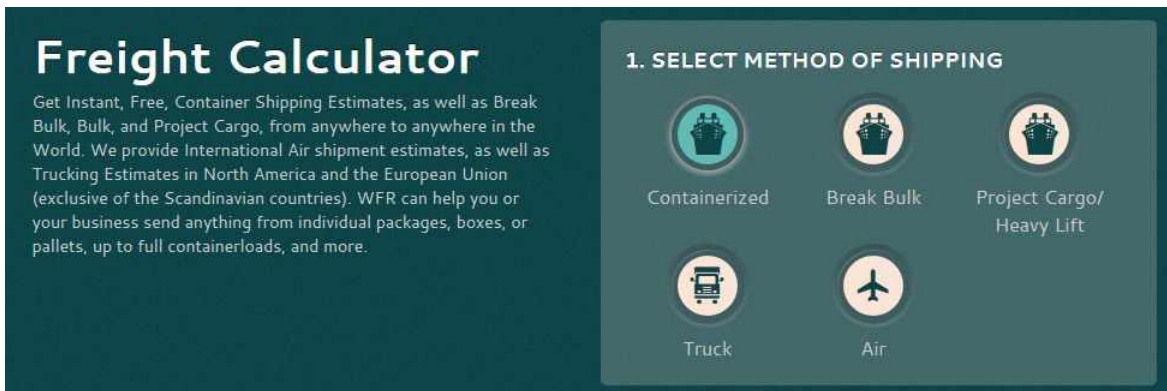 Freight Calculator
Get Instant, Free, Container Shipping Estimates, as well as Break
Bulk, Bulk, and Project Cargo, from anywhere to anywhere in the
World. We provide International Air shipment estimates, as well as
Trucking Estimates in North America and the European Union
(exclusive of the Scandinavian countries). WFR can help you or
your business send anything from individual packages, boxes, or
pallets, up to full containerloads, and more.
1. SELECT METHOD OF SHIPPING
Containerized
Break Bulk
Project Cargo/
Heavy Lift
Truck
Air